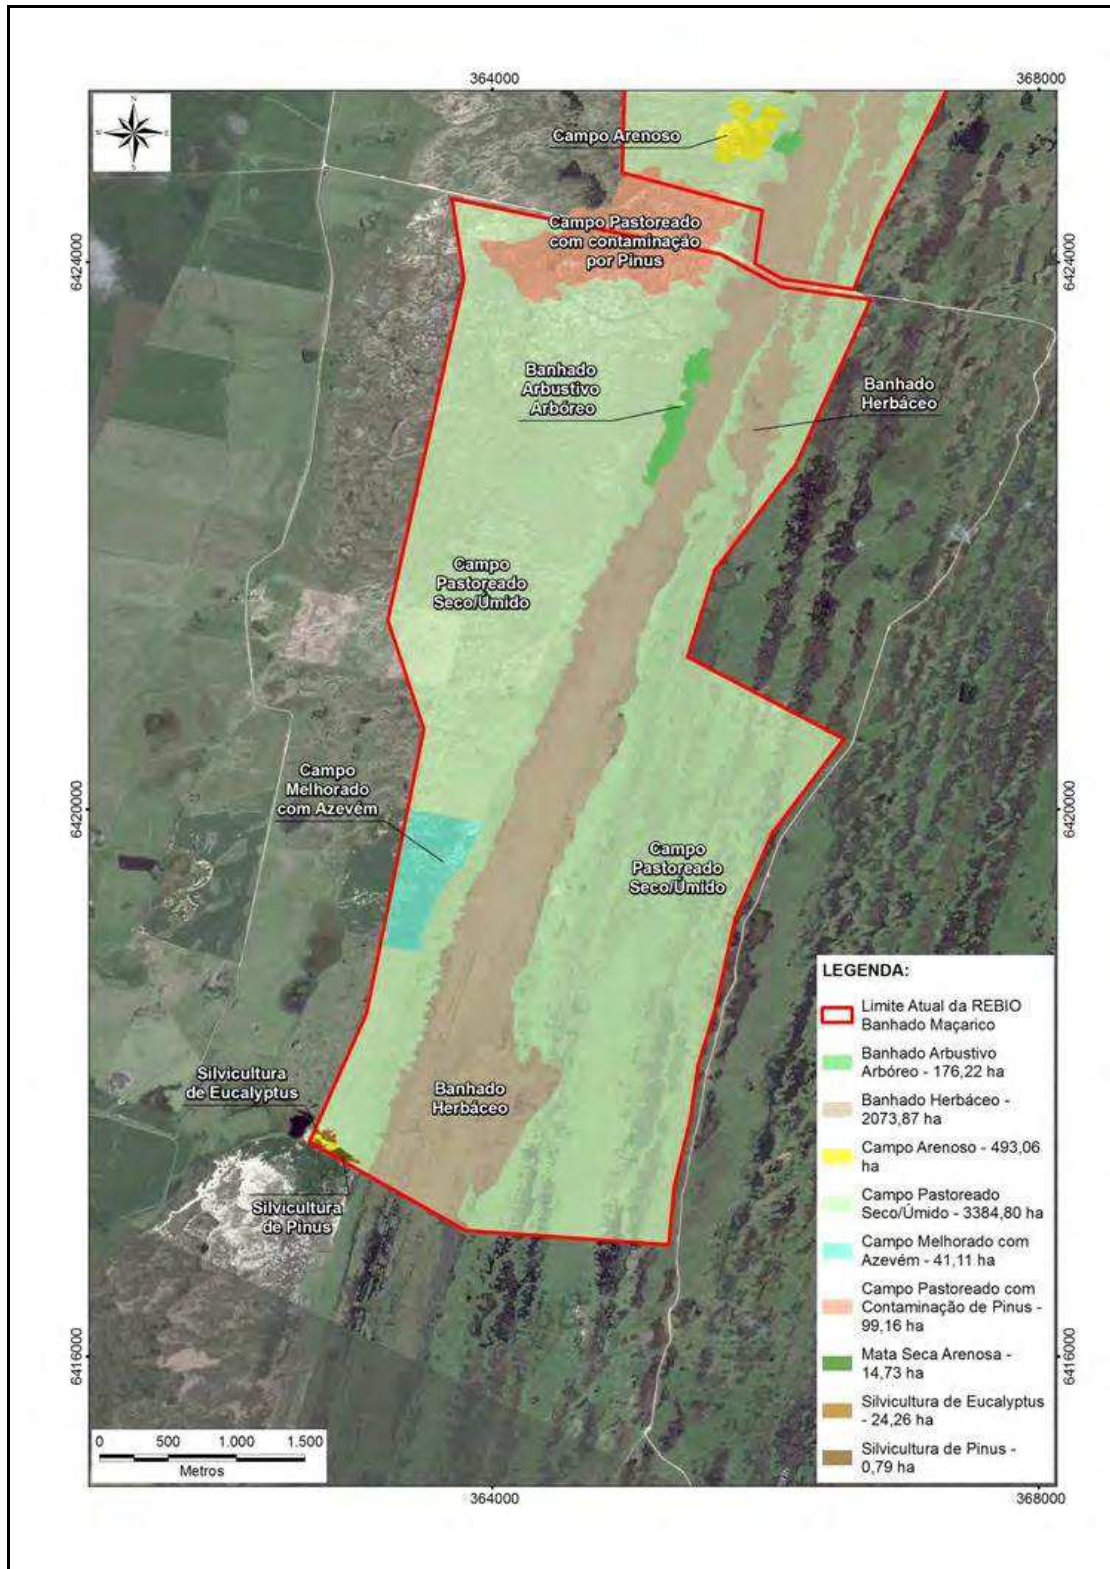 364000
368000
Campo Arenoso
Campo Pastoreado
com contaminação
por Pinus
6424000
6424000
Banhado
Arbustivo
Arbóreo
Banhado
Herbáceo
Campo
Pastoreado
Seco/Úmido
Campo
Melhorado
com Azevém
6420000
6420000
Campo
Pastoreado
Seco/Úmido
Silvicultura
de Eucalyptus
Banhado
Herbáceo
Silvicultura
de Pinus
LEGENDA:
Limite Atual da REBIO
Banhado Maçarico
Banhado Arbustivo
Arbóreo - 176,22 ha
Banhado Herbáceo -
2073,87 ha
Campo Arenoso - 493,06
ha
Campo Pastoreado
Seco/Úmido - 3384,80 ha
Campo Melhorado com
Azevém - 41,11 ha
Campo Pastoreado com
Contaminação de Pinus -
99,16 ha
Mata Seca Arenosa -
14,73 ha
Silvicultura de Eucalyptus
- 24,26 ha
Silvicultura de Pinus -
0,79 ha
6416000
6416000
0 500 1.000 1.500
Metros
364000
368000